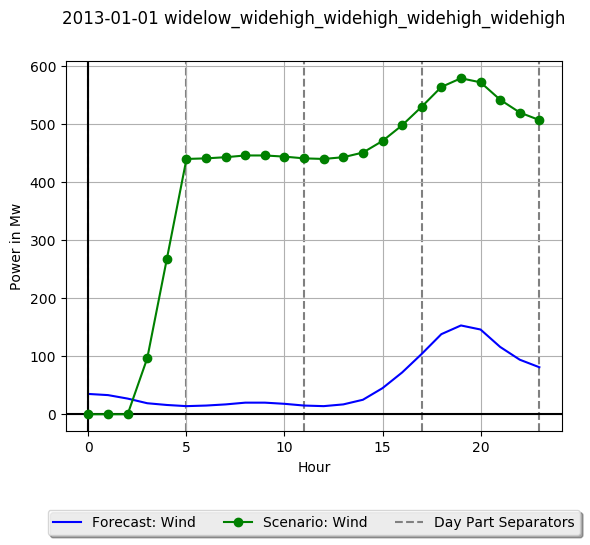 2013-01-01 widelow_widehigh_widehigh_widehigh_widehigh
600
500
400
300
200
100
0
Power in Mw
0 5 10 15 20
Hour
Forecast: Wind Scenario: Wind Day Part Separators